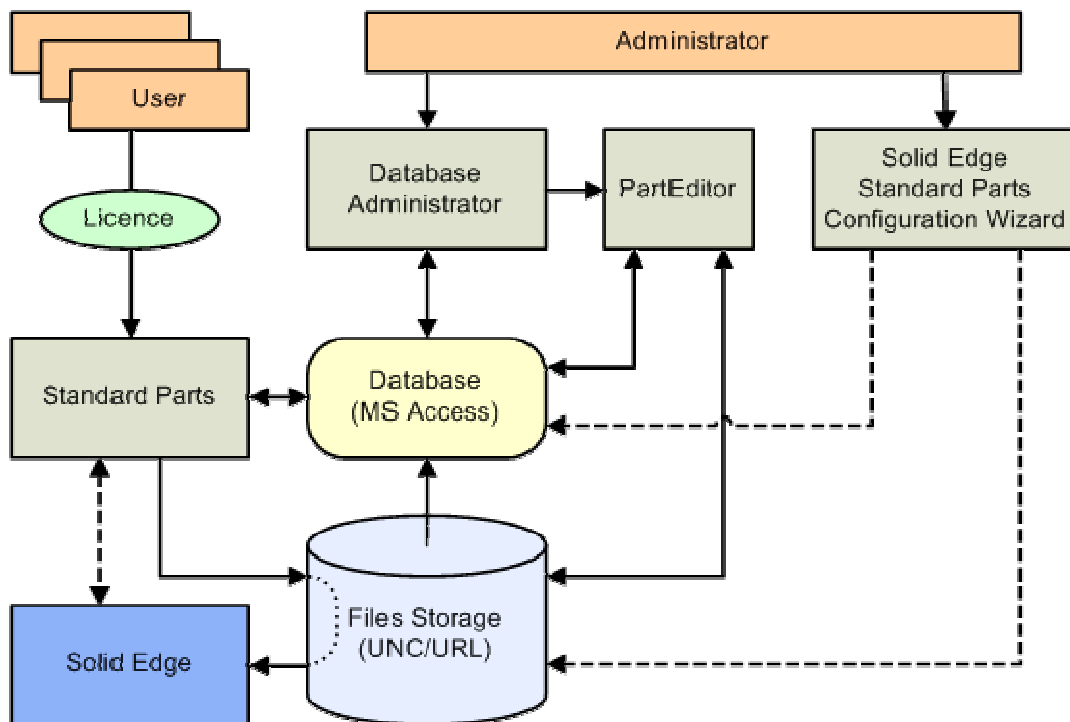 Administrator
User
Database
Administrator
PartEditor
Solid Edge
Standard Parts
Configuration Wizard
Licence
Standard Parts
Database
(MS Access)
Files Storage
(UNC/URL)
Solid Edge